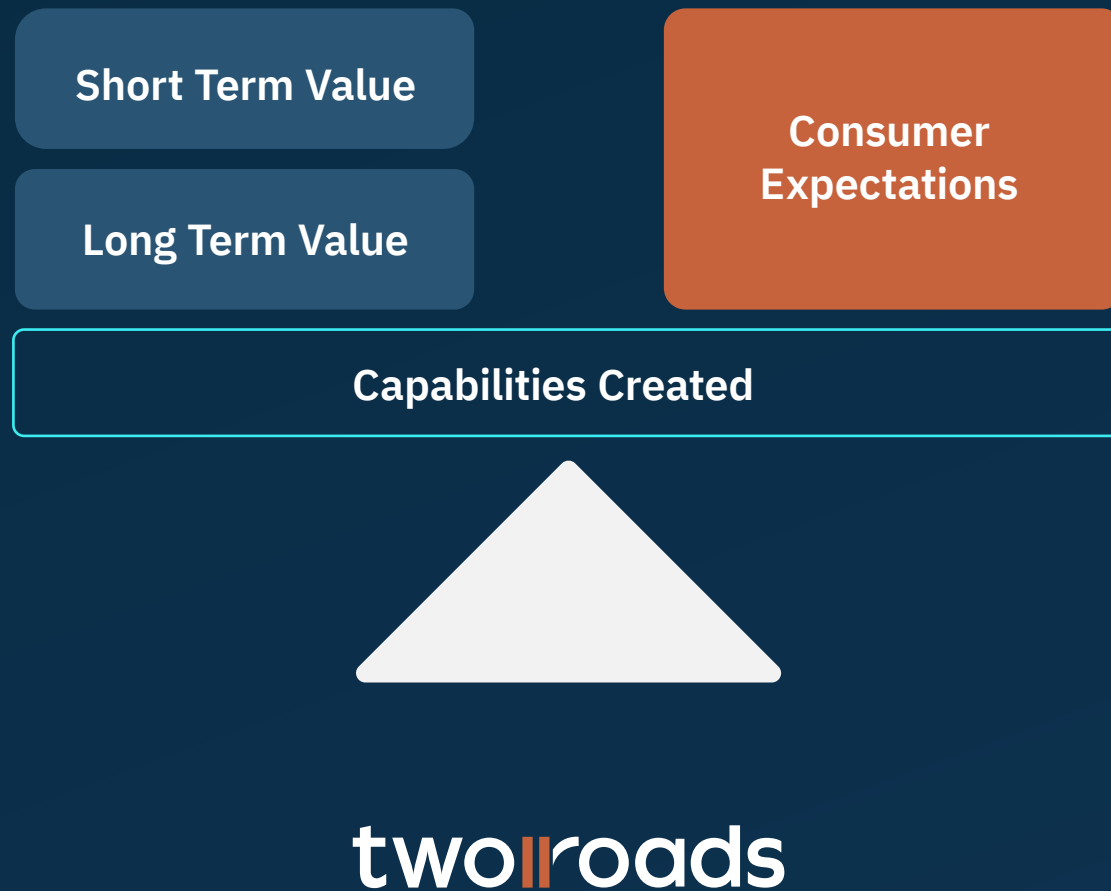 Short Term Value
Long Term Value
Consumer
Expectations
Capabilities Created
tworoads